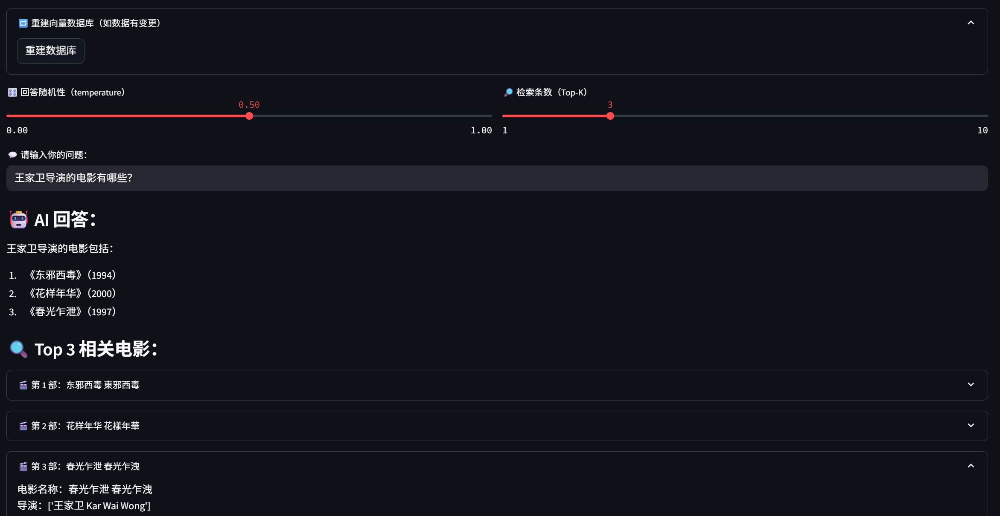 重建向量数据库（如数据有变更）
重建数据库
回答随机性（temperature）
0.50
0.00
1.00
检索条数（Top-K）
3
1
10
请输入你的问题：
王家卫导演的电影有哪些？
AI 回答：
王家卫导演的电影包括：
1. 《东邪西毒》（1994）
2. 《花样年华》（2000）
3. 《春光乍泄》（1997）
Top 3 相关电影：
第 1 部：东邪西毒 東邪西毒
第 2 部：花样年华 花樣年華
第 3 部：春光乍泄 春光乍洩
电影名称：春光乍泄 春光乍洩
导演：['王家卫 Kar Wai Wong']